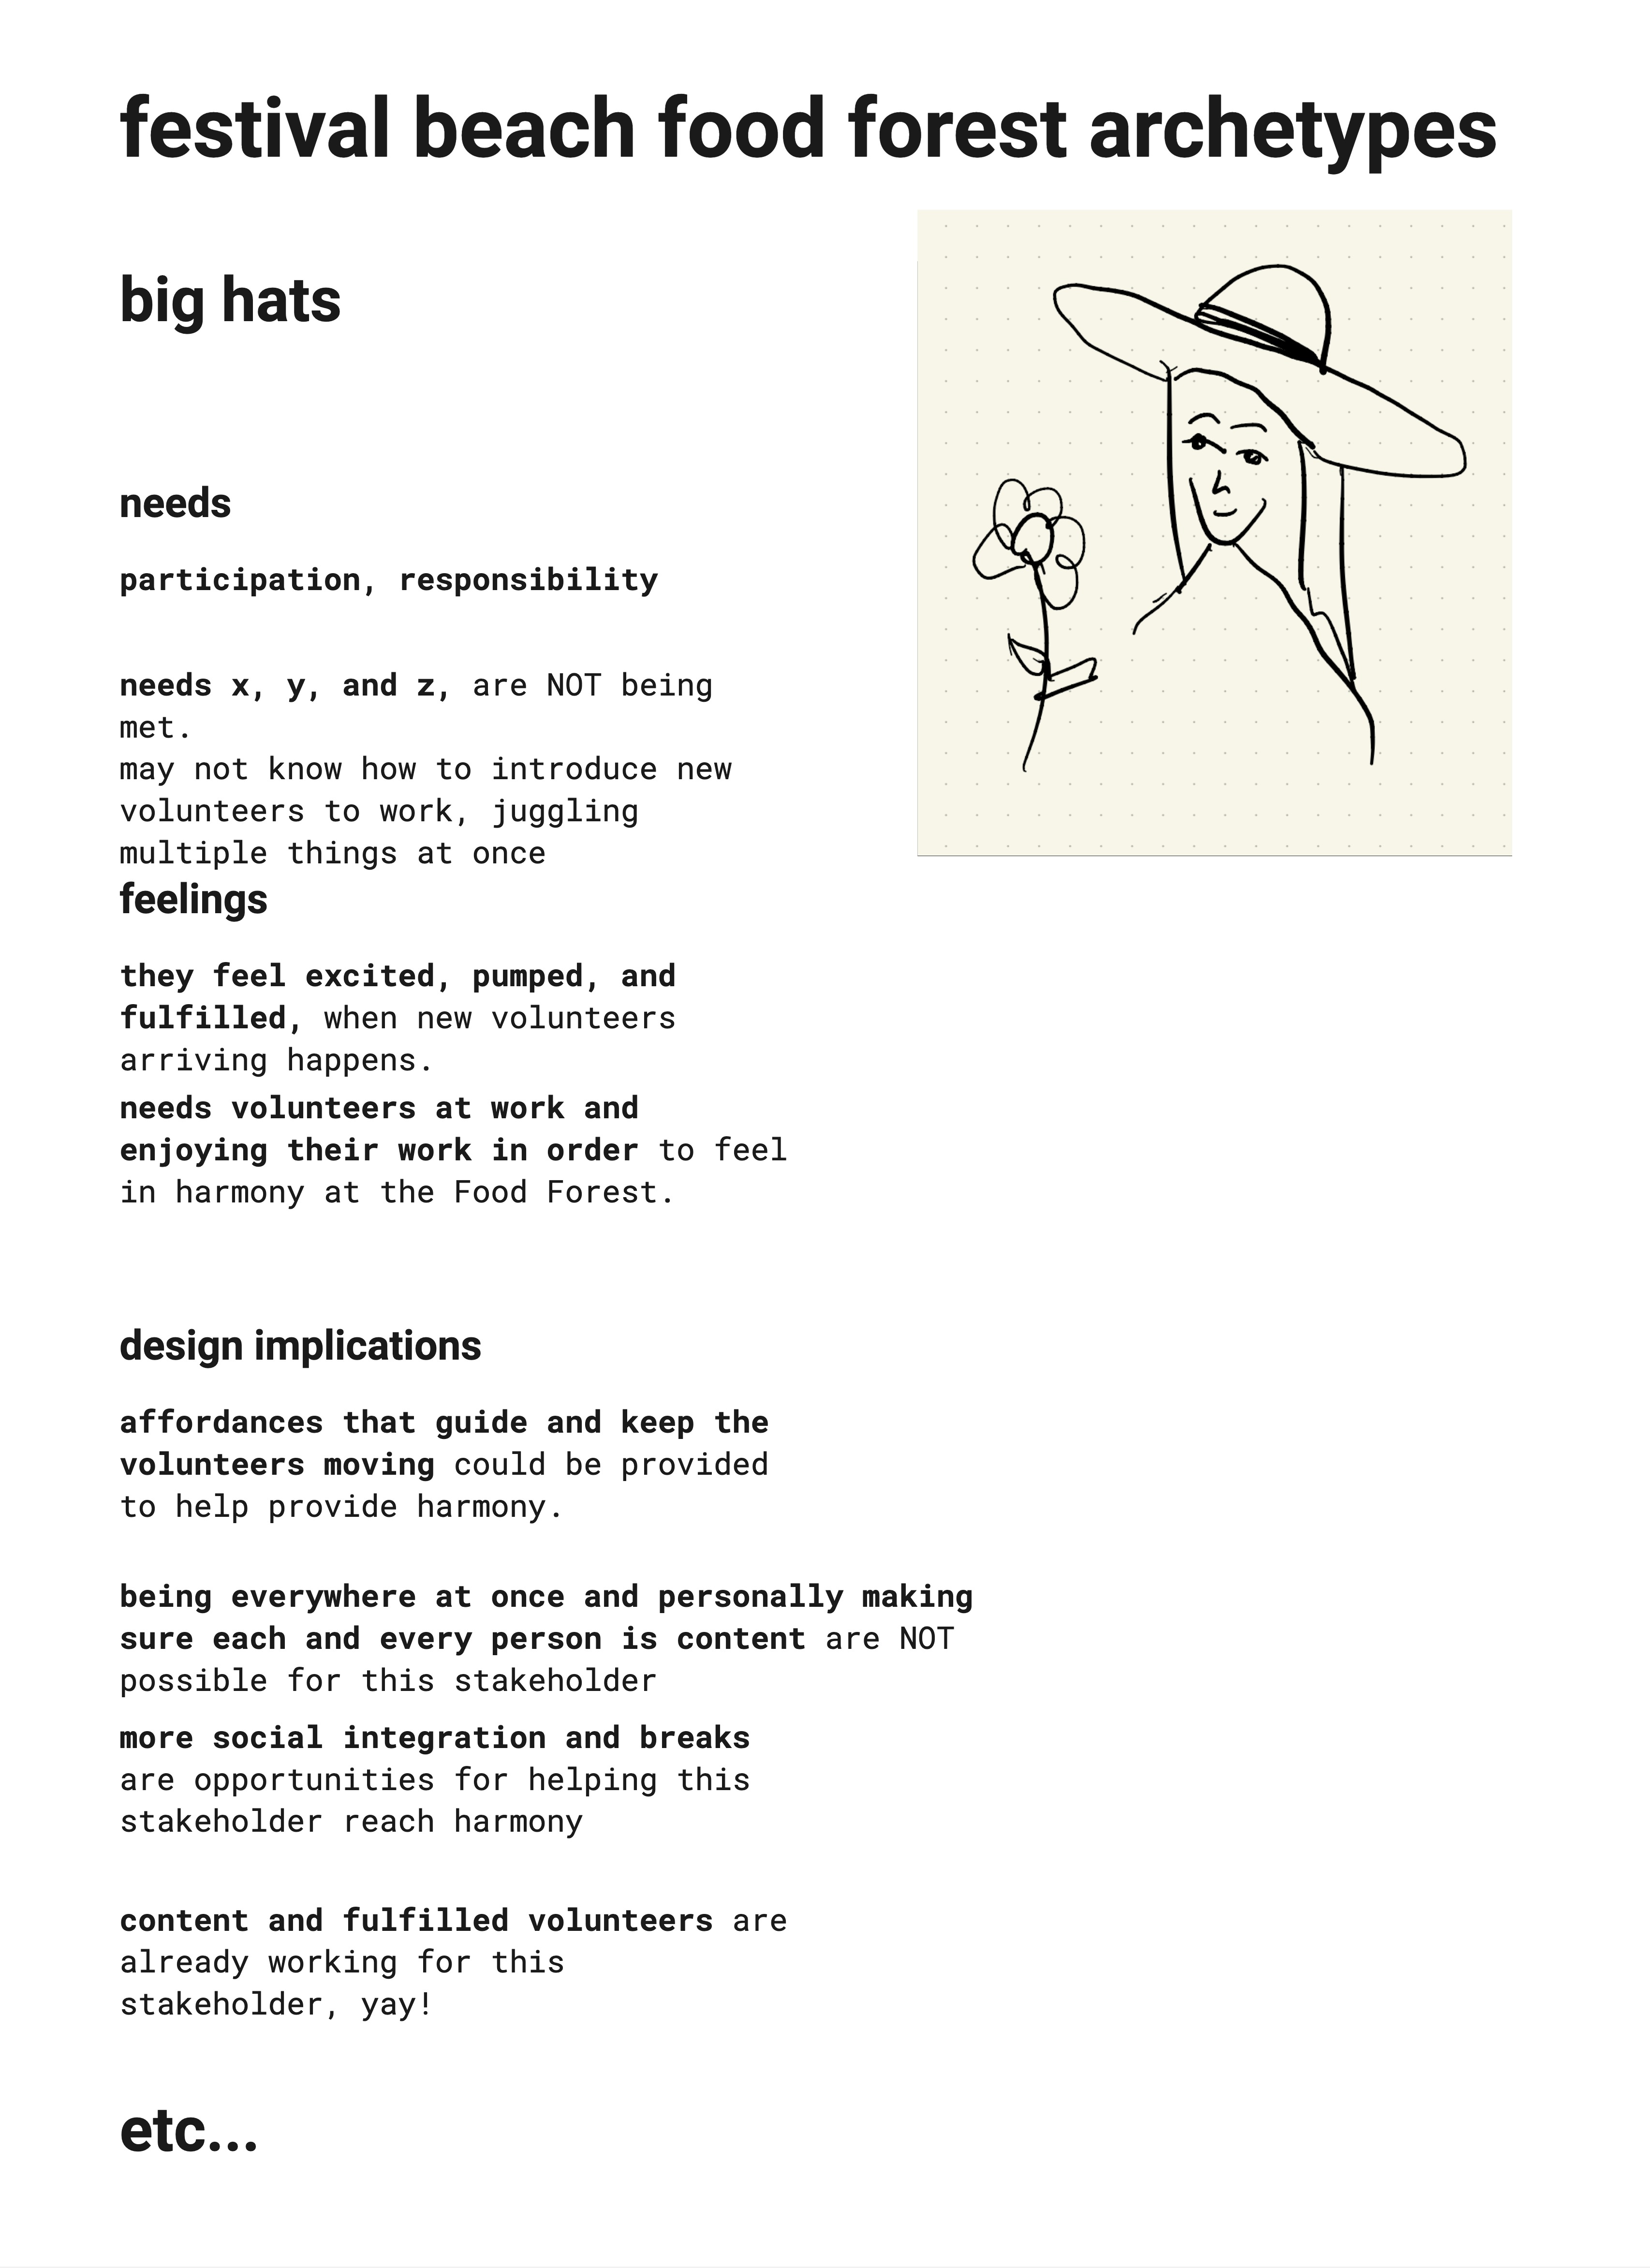 festival beach food forest archetypes
big hats
needs
participation, responsibility
needs x, y, and z, are NOT being
met.
may not know how to introduce new
volunteers to work, juggling
multiple things at once
feelings
they feel excited, pumped, and
fulfilled, when new volunteers
arriving happens.
needs volunteers at work and
enjoying their work in order to feel
in harmony at the Food Forest.
design implications
affordances that guide and keep the
volunteers moving could be provided
to help provide harmony.
being everywhere at once and personally making
sure each and every person is content are NOT
possible for this stakeholder
more social integration and breaks
are opportunities for helping this
stakeholder reach harmony
content and fulfilled volunteers are
already working for this
stakeholder, yay!
etc...